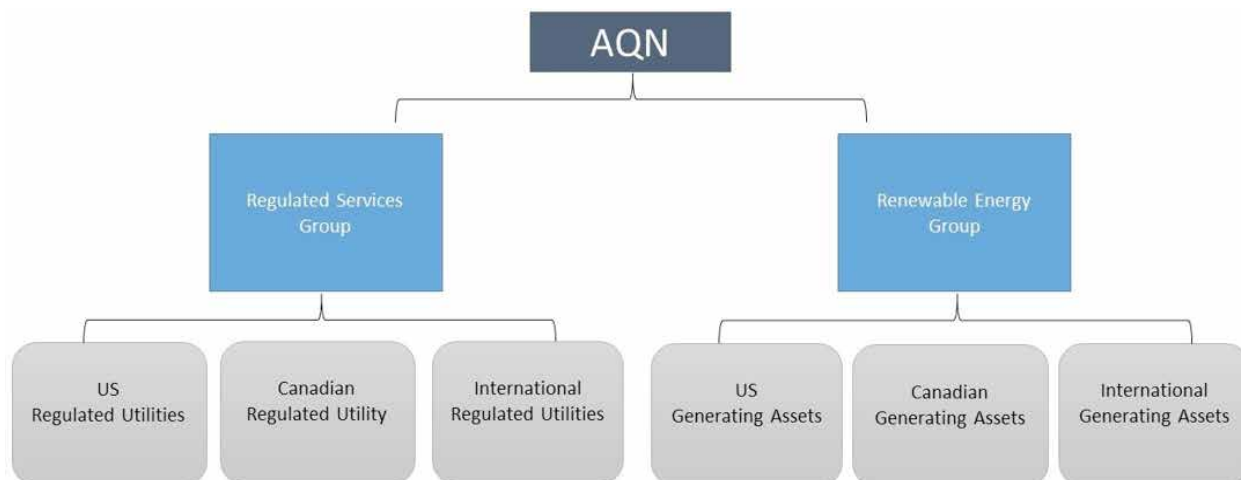 AQN
Regulated Services
Group
Renewable Energy
Group
US
Regulated Utilities
Canadian
Regulated Utility
International
Regulated Utilities
US
Generating Assets
Canadian
Generating Assets
International
Generating Assets